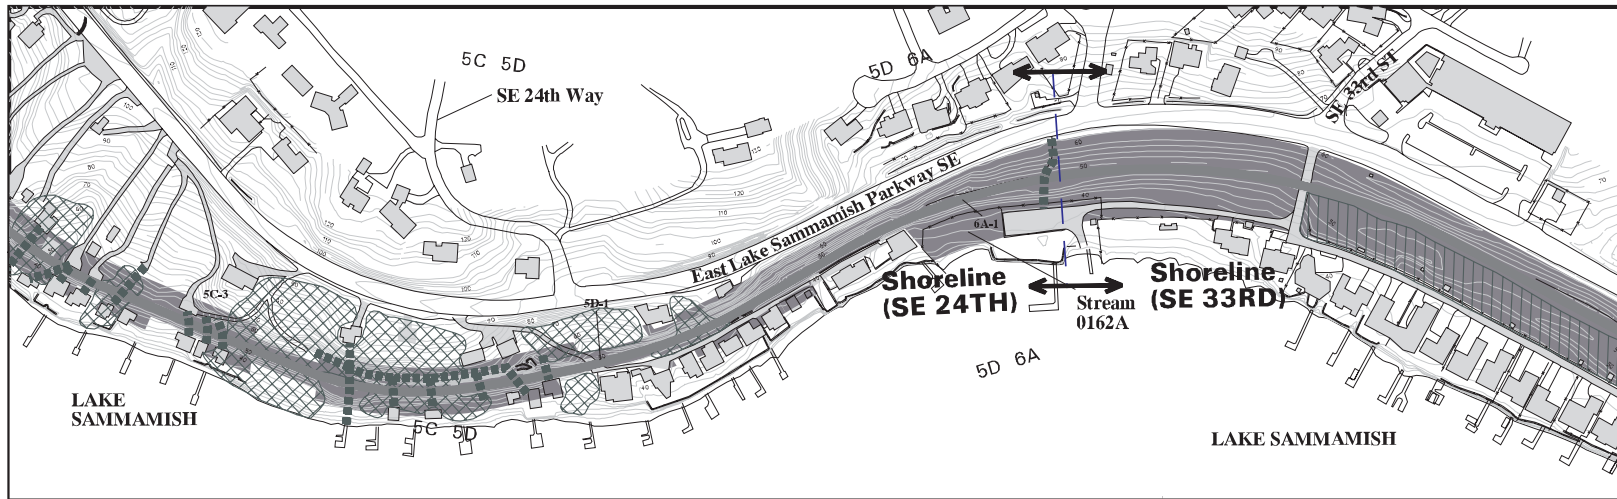 5C 5D
SE 24th Way
5D 6A
SE 33rd ST
East Lake Sammamish Parkway SE
6A-1
5C-3
5D-1
Shoreline
(SE 24TH)
Stream
0162A
Shoreline
(SE 33RD)
5D 6A
LAKE
SAMMAMISH
5C 5D
LAKE SAMMAMISH